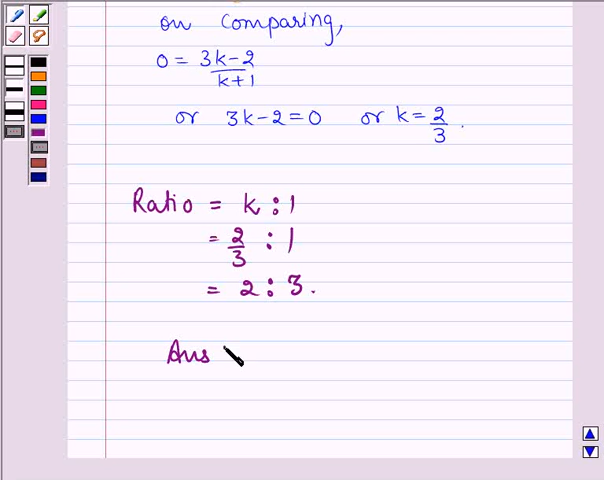 on comparing,
0 = 3k-2/k+1
or 3k-2=0 or k=2/3.
Ratio = k:1
= 2/3 : 1
= 2:3.
Ans